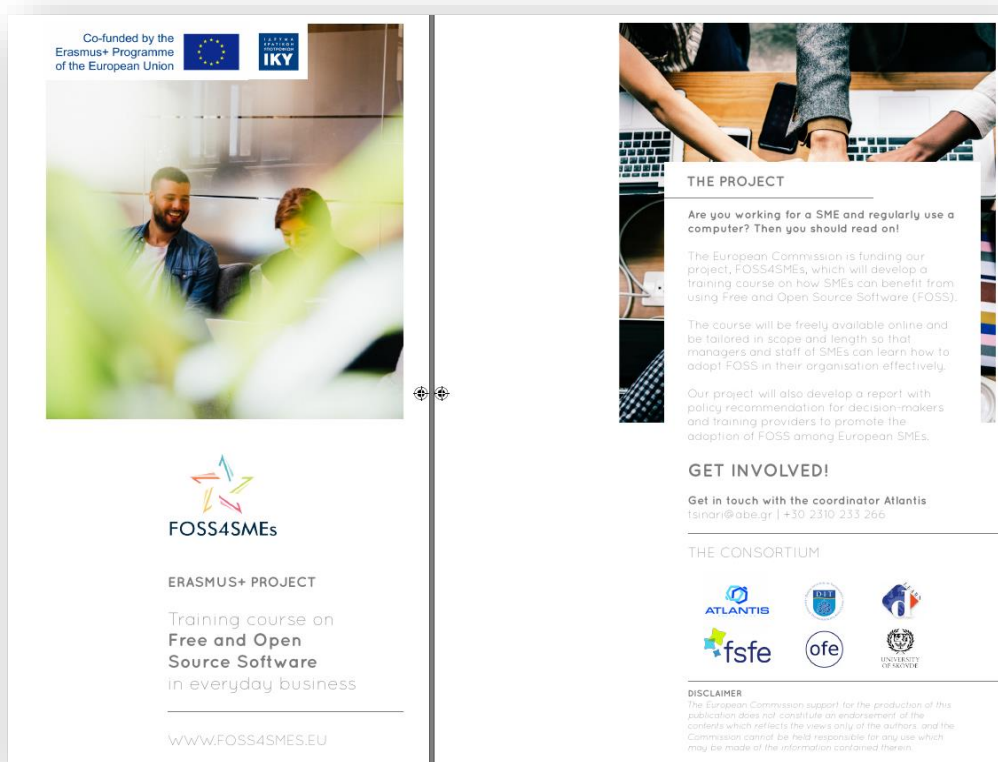 Co-funded by the
Erasmus+ Programme
of the European Union
ΙΔΡΥΜΑ
ΚΡΑΤΙΚΩΝ
ΥΠΟΤΡΟΦΙΩΝ
IKY
FOSS4SMEs
ERASMUS+ PROJECT
Training course on
Free and Open
Source Software
in everyday business
WWW.FOSS4SMES.EU
THE PROJECT
Are you working for a SME and regularly use a
computer? Then you should read on!
The European Commission is funding our
project, FOSS4SMEs, which will develop a
training course on how SMEs can benefit from
using Free and Open Source Software (FOSS).
The course will be freely available online and
be tailored in scope and length so that
managers and staff of SMEs can learn how to
adopt FOSS in their organisation effectively.
Our project will also develop a report with
policy recommendation for decision-makers
and training providers to promote the
adoption of FOSS among European SMEs.
GET INVOLVED!
Get in touch with the coordinator Atlantis
tsinari@abe.gr | +30 2310 233 266
THE CONSORTIUM
ATLANTIS
DIT
d
fsfe
ofe
UNIVERSITY
OF SKÖVDE
DISCLAIMER
The European Commission support for the production of this
publication does not constitute an endorsement of the
contents which reflects the views only of the authors, and the
Commission cannot be held responsible for any use which
may be made of the information contained therein.